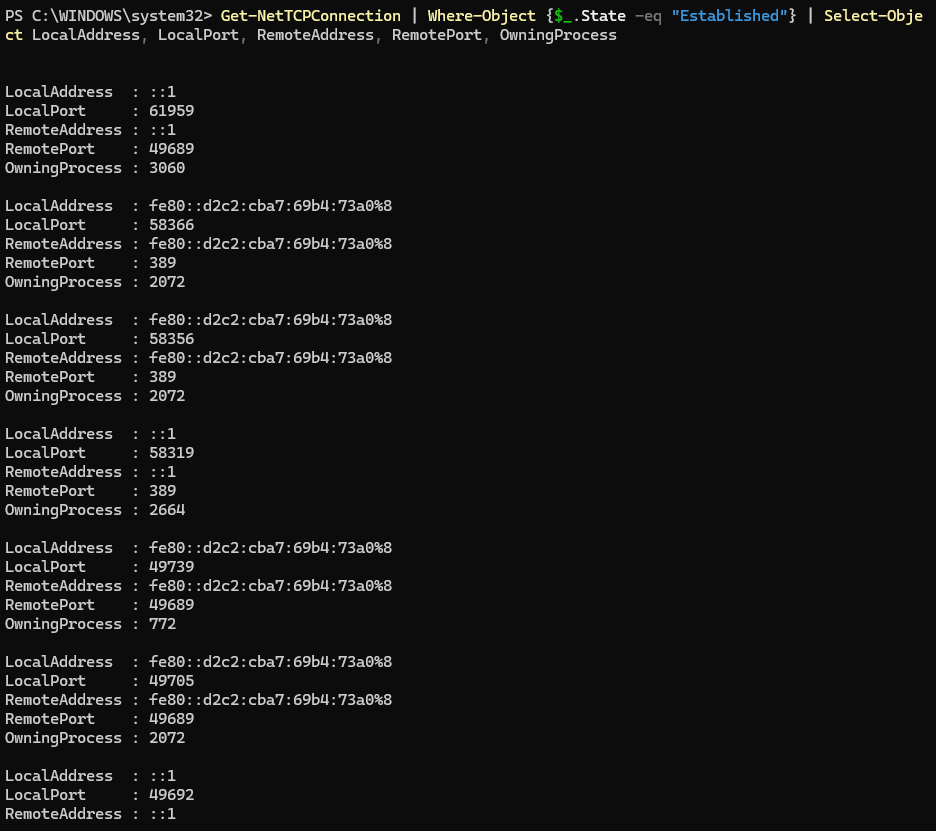 PS C:\WINDOWS\system32> Get-NetTCPConnection | Where-Object {$_.State -eq "Established"} | Select-Obje
ct LocalAddress, LocalPort, RemoteAddress, RemotePort, OwningProcess
LocalAddress  : ::1
LocalPort     : 61959
RemoteAddress : ::1
RemotePort    : 49689
OwningProcess : 3060
LocalAddress  : fe80::d2c2:cba7:69b4:73a0%8
LocalPort     : 58366
RemoteAddress : fe80::d2c2:cba7:69b4:73a0%8
RemotePort    : 389
OwningProcess : 2072
LocalAddress  : fe80::d2c2:cba7:69b4:73a0%8
LocalPort     : 58356
RemoteAddress : fe80::d2c2:cba7:69b4:73a0%8
RemotePort    : 389
OwningProcess : 2072
LocalAddress  : ::1
LocalPort     : 58319
RemoteAddress : ::1
RemotePort    : 389
OwningProcess : 2664
LocalAddress  : fe80::d2c2:cba7:69b4:73a0%8
LocalPort     : 49739
RemoteAddress : fe80::d2c2:cba7:69b4:73a0%8
RemotePort    : 49689
OwningProcess : 772
LocalAddress  : fe80::d2c2:cba7:69b4:73a0%8
LocalPort     : 49705
RemoteAddress : fe80::d2c2:cba7:69b4:73a0%8
RemotePort    : 49689
OwningProcess : 2072
LocalAddress  : ::1
LocalPort     : 49692
RemoteAddress : ::1